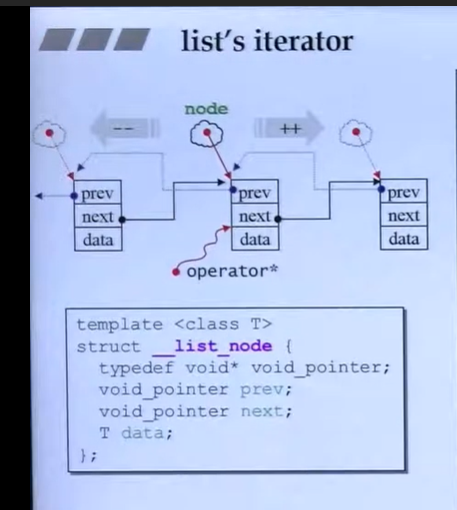 list's iterator
node
--
++
prev
next
data
prev
next
data
prev
next
data
operator*
template <class T>
struct __list_node {
  typedef void* void_pointer;
  void_pointer prev;
  void_pointer next;
  T data;
};